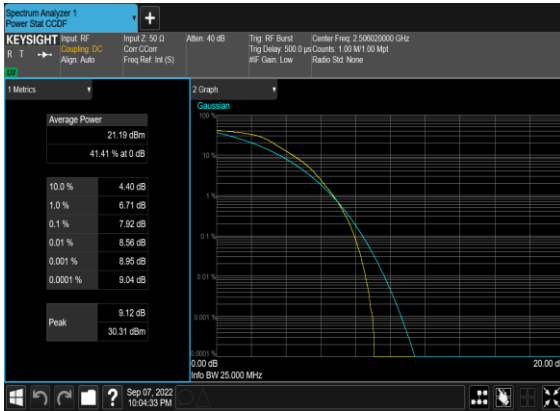 Spectrum Analyzer 1
Power Stat CCDF
KEYSIGHT
R T
LV
Input: RF
Coupling: DC
Align: Auto
Input Z: 50 Ω
Corr CCorr
Freq Ref: Int (S)
Atten: 40 dB
Trig: RF Burst
Trig Delay: 500.0 µs
#IF Gain: Low
Center Freq: 2.506020000 GHz
Counts: 1.00 M/1.00 Mpt
Radio Std: None
1 Metrics
Average Power
21.19 dBm
41.41 % at 0 dB
10.0 % 4.40 dB
1.0 % 6.71 dB
0.1 % 7.92 dB
0.01 % 8.56 dB
0.001 % 8.95 dB
0.0001 % 9.04 dB
Peak
9.12 dB
30.31 dBm
2 Graph
Gaussian
100 %
10 %
1 %
0.1 %
0.01 %
0.001 %
0.0001 %
0.00 dB
20.00 dB
Info BW 25.000 MHz
Sep 07, 2022
10:04:33 PM